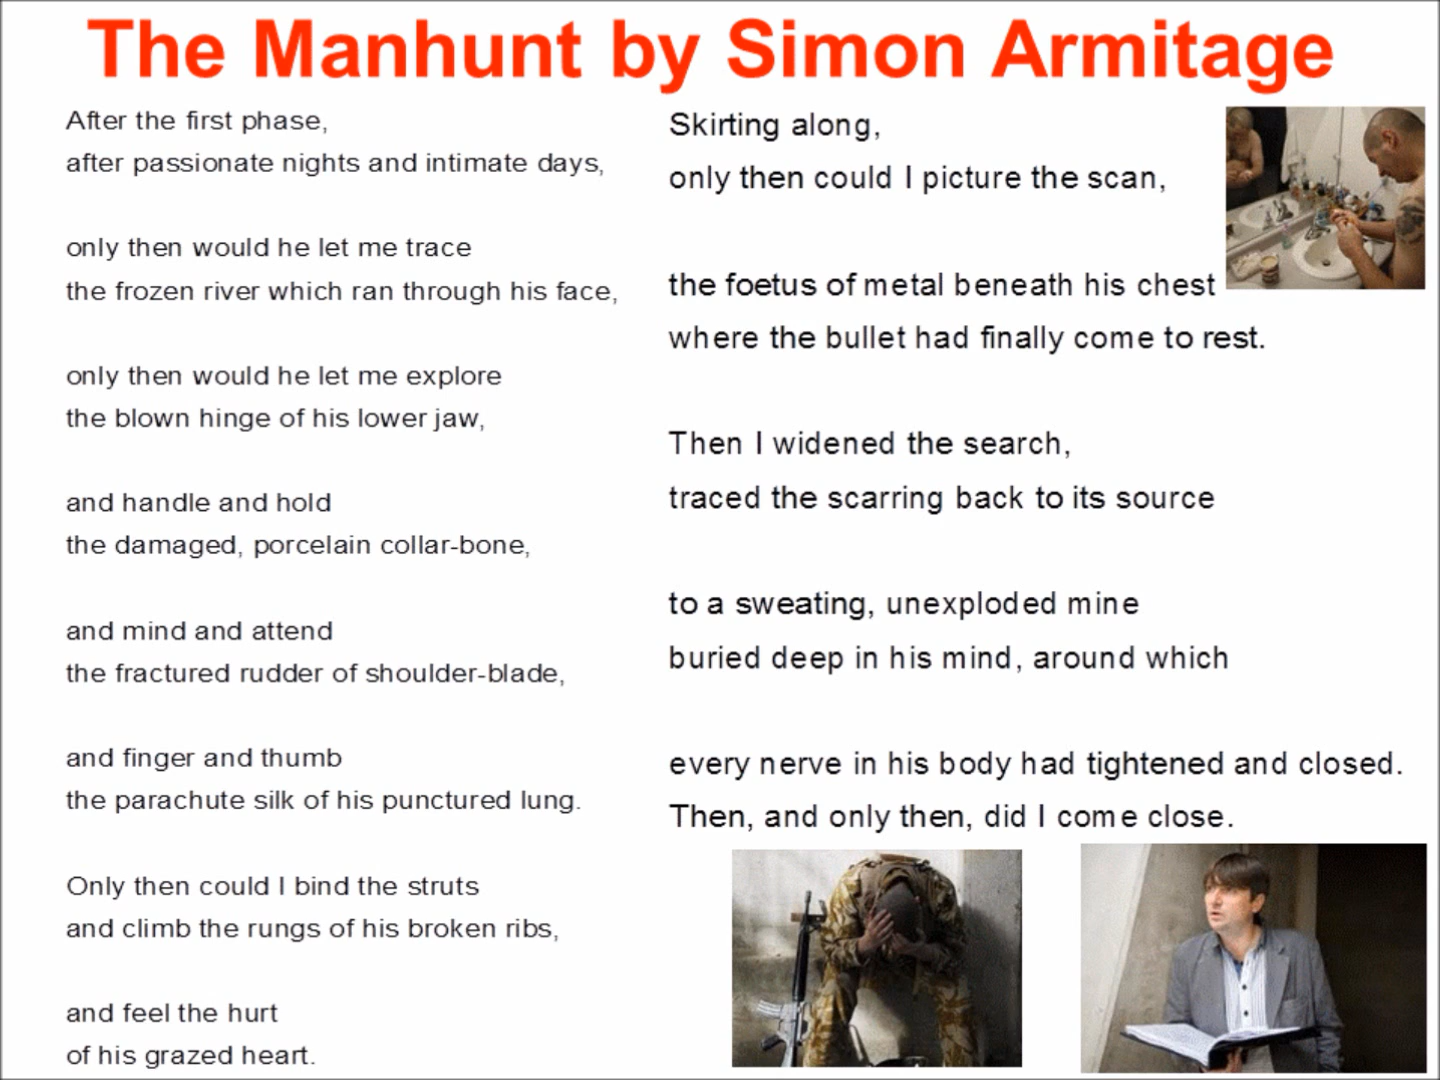 The Manhunt by Simon Armitage
After the first phase,
after passionate nights and intimate days,
only then would he let me trace
the frozen river which ran through his face,
only then would he let me explore
the blown hinge of his lower jaw,
and handle and hold
the damaged, porcelain collar-bone,
and mind and attend
the fractured rudder of shoulder-blade,
and finger and thumb
the parachute silk of his punctured lung.
Only then could I bind the struts
and climb the rungs of his broken ribs,
and feel the hurt
of his grazed heart.
Skirting along,
only then could I picture the scan,
the foetus of metal beneath his chest
where the bullet had finally come to rest.
Then I widened the search,
traced the scarring back to its source
to a sweating, unexploded mine
buried deep in his mind, around which
every nerve in his body had tightened and closed.
Then, and only then, did I come close.